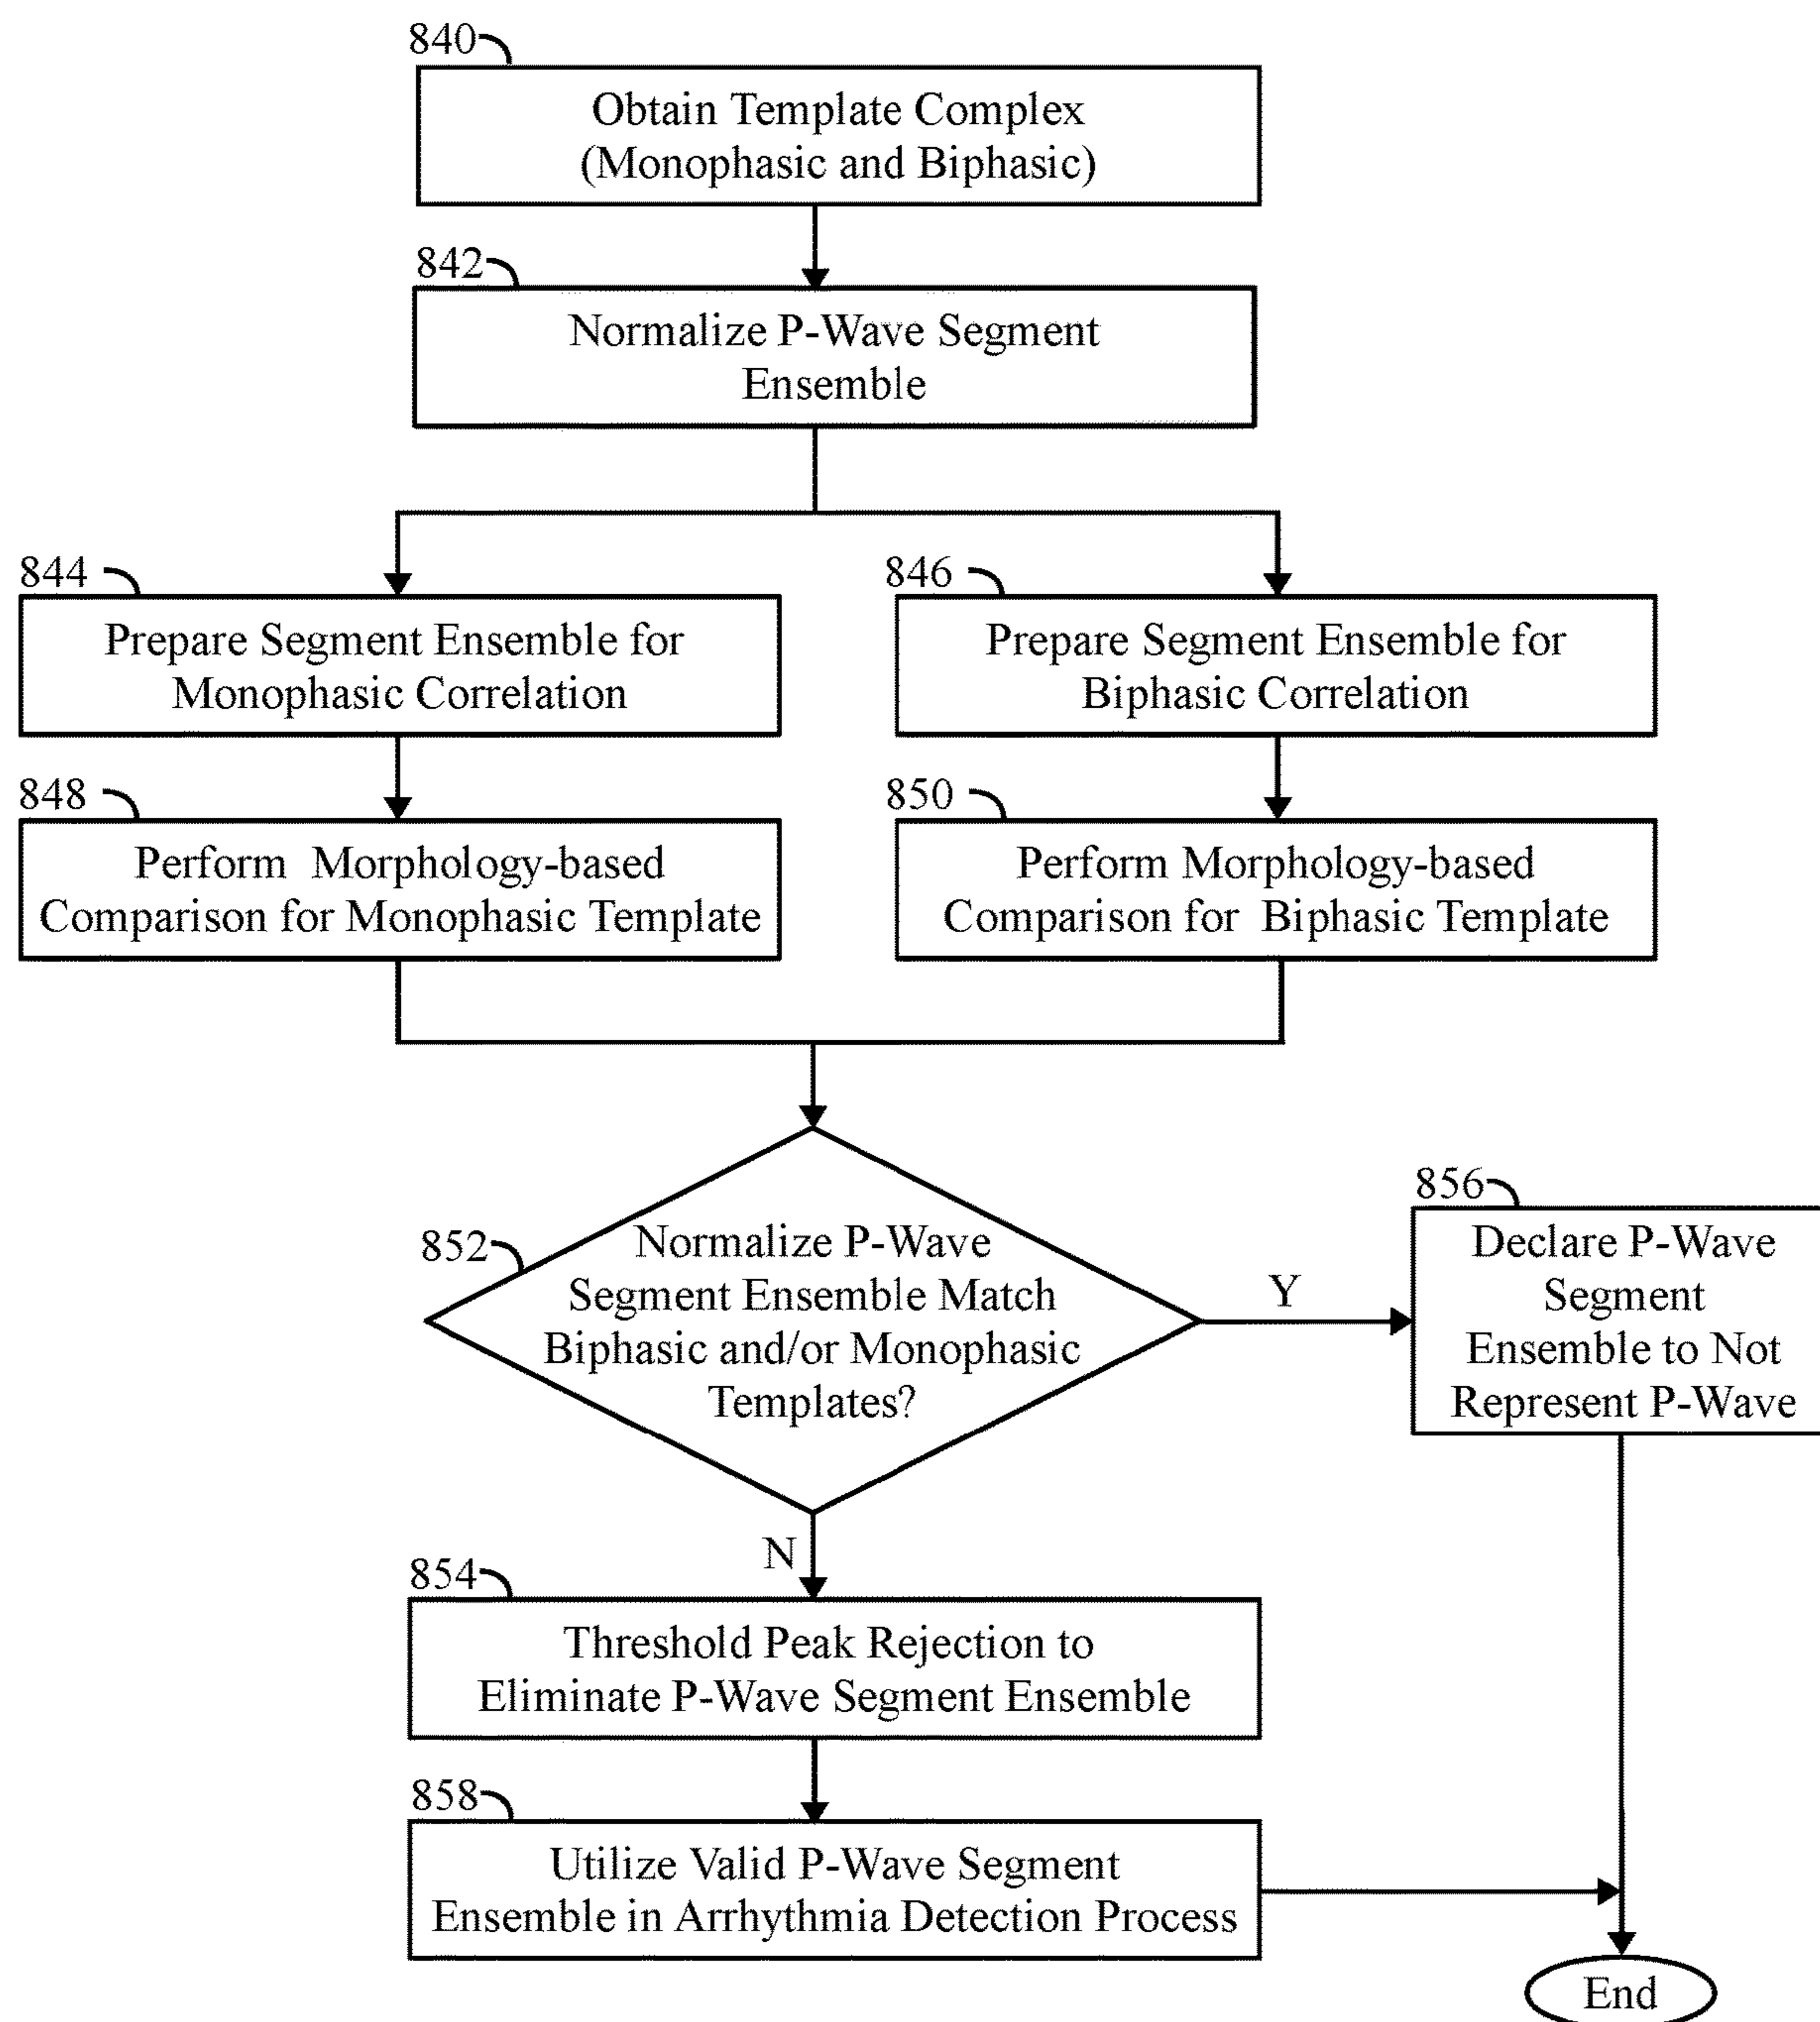 840
Obtain Template Complex
(Monophasic and Biphasic)
842
Normalize P-Wave Segment
Ensemble
844
Prepare Segment Ensemble for
Monophasic Correlation
846
Prepare Segment Ensemble for
Biphasic Correlation
848
Perform Morphology-based
Comparison for Monophasic Template
850
Perform Morphology-based
Comparison for Biphasic Template
852
Normalize P-Wave
Segment Ensemble Match
Biphasic and/or Monophasic
Templates?
Y
856
Declare P-Wave
Segment
Ensemble to Not
Represent P-Wave
N
854
Threshold Peak Rejection to
Eliminate P-Wave Segment Ensemble
858
Utilize Valid P-Wave Segment
Ensemble in Arrhythmia Detection Process
End